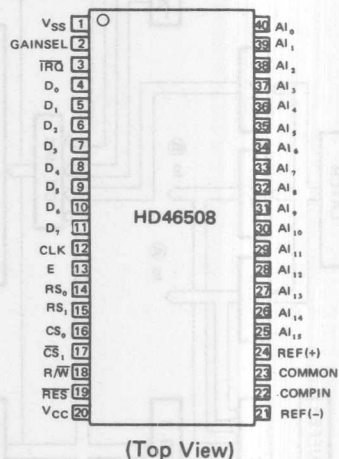 VSS 1 40 AI0
GAINSEL 2 39 AI1
IRQ 3 38 AI2
D0 4 37 AI3
D1 5 36 AI4
D2 6 35 AI5
D3 7 34 AI6
D4 8 33 AI7
D5 9 32 AI8
D6 10 31 AI9
D7 11 HD46508 30 AI10
CLK 12 29 AI11
E 13 28 AI12
RS0 14 27 AI13
RS1 15 26 AI14
CS0 16 25 AI15
CS1 17 24 REF(+)
R/W 18 23 COMMON
RES 19 22 COMPIN
VCC 20 21 REF(-)
(Top View)